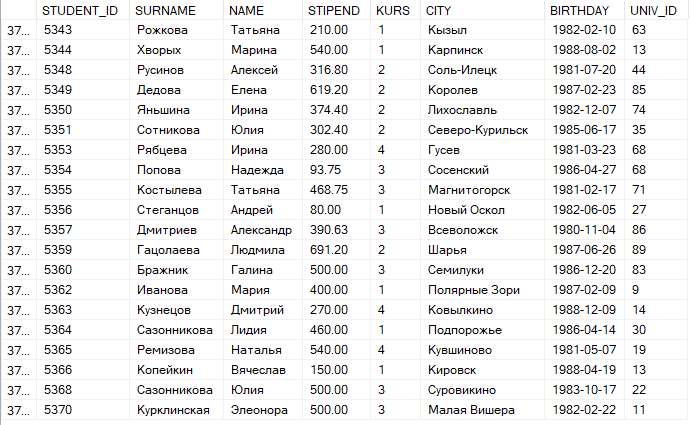 STUDENT_ID SURNAME NAME STIPEND KURS CITY BIRTHDAY UNIV_ID
37... 5343 Рожкова Татьяна 210.00 1 Кызыл 1982-02-10 63
37... 5344 Хворых Марина 540.00 1 Карпинск 1988-08-02 13
37... 5348 Русинов Алексей 316.80 2 Соль-Илецк 1981-07-20 44
37... 5349 Дедова Елена 619.20 2 Королев 1987-02-23 85
37... 5350 Яньшина Ирина 374.40 2 Лихославль 1982-12-07 74
37... 5351 Сотникова Юлия 302.40 2 Северо-Курильск 1985-06-17 35
37... 5353 Рябцева Ирина 280.00 4 Гусев 1981-03-23 68
37... 5354 Попова Надежда 93.75 3 Сосенский 1986-04-27 68
37... 5355 Костылева Татьяна 468.75 3 Магнитогорск 1981-02-17 71
37... 5356 Стеганцов Андрей 80.00 1 Новый Оскол 1982-06-05 27
37... 5357 Дмитриев Александр 390.63 3 Всеволожск 1980-11-04 86
37... 5359 Гацолаева Людмила 691.20 2 Шарья 1987-06-26 89
37... 5360 Бражник Галина 500.00 3 Семилуки 1986-12-20 83
37... 5362 Иванова Мария 400.00 1 Полярные Зори 1987-02-09 9
37... 5363 Кузнецов Дмитрий 270.00 4 Ковылкино 1988-12-09 14
37... 5364 Сазонникова Лидия 460.00 1 Подпорожье 1986-04-14 30
37... 5365 Ремизова Наталья 540.00 4 Кувшиново 1981-05-07 19
37... 5366 Копейкин Вячеслав 150.00 1 Кировск 1988-04-19 13
37... 5368 Сазонникова Юлия 500.00 3 Суровикино 1983-10-17 22
37... 5370 Курклинская Элеонора 500.00 3 Малая Вишера 1982-02-22 11